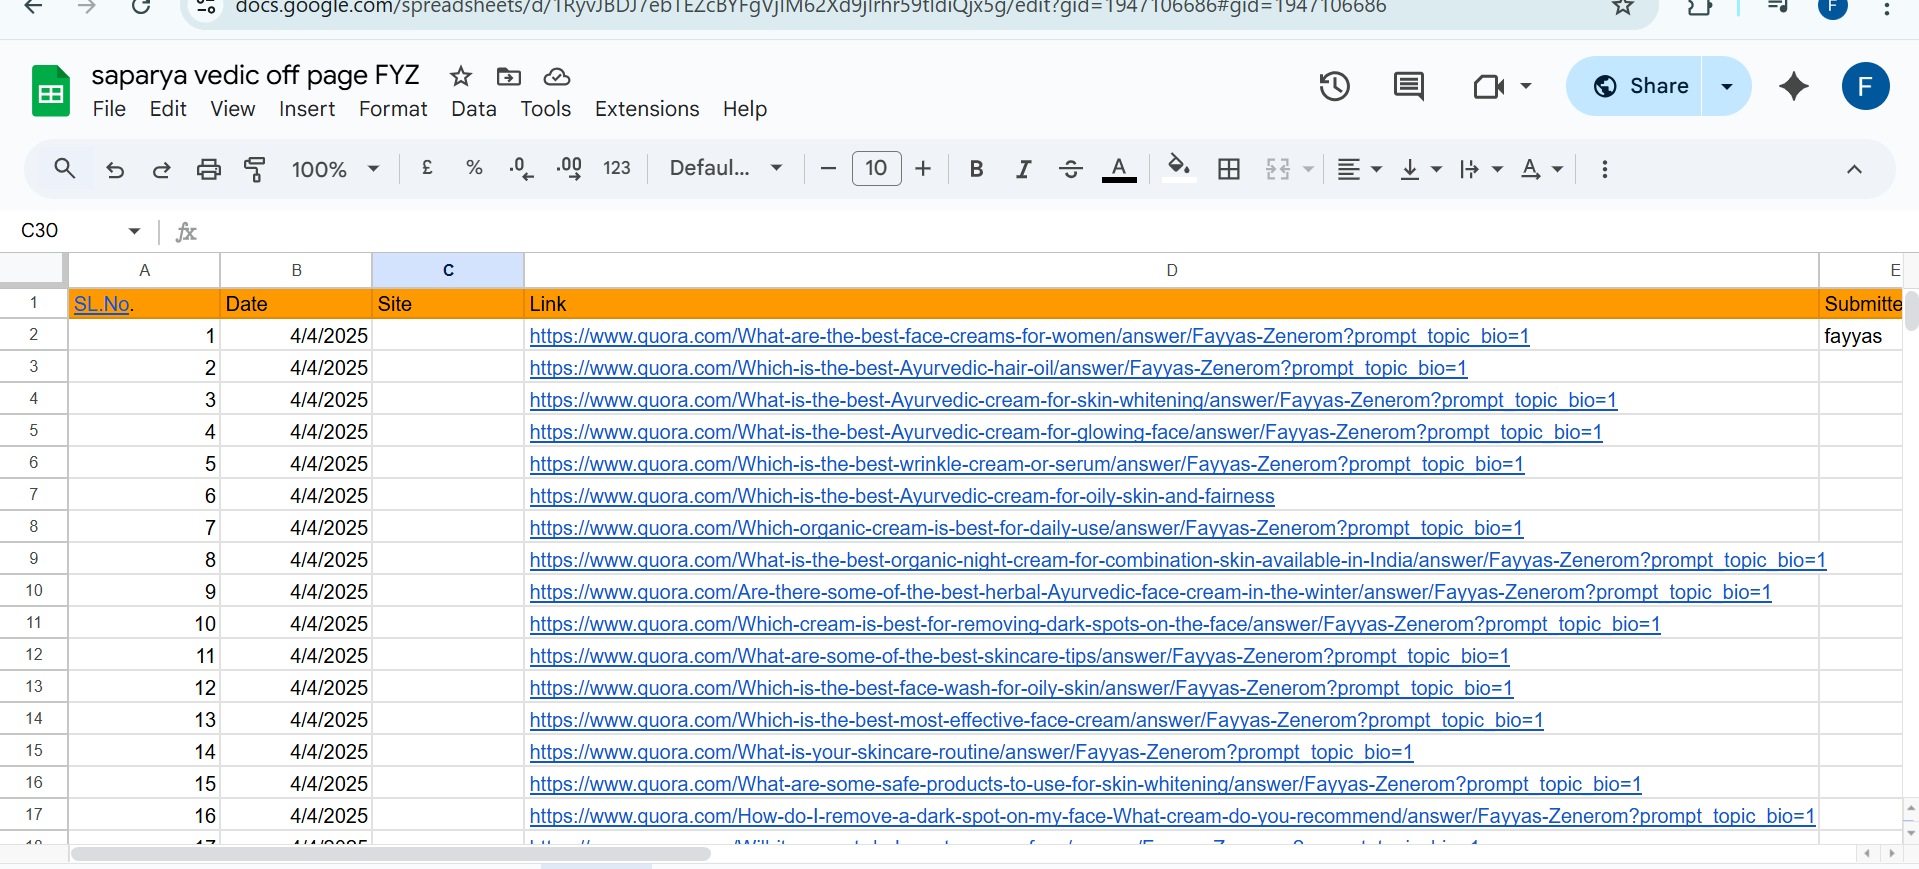 saparya vedic off page FYZ
File Edit View Insert Format Data Tools Extensions Help
Share
F
100% £ % .0 .00 123 Defaul... 10 B I A
C30 fx
A B C D E
1 SL.No. Date Site Link Submitte
2 1 4/4/2025 https://www.quora.com/What-are-the-best-face-creams-for-women/answer/Fayyas-Zenerom?prompt_topic_bio=1 fayyas
3 2 4/4/2025 https://www.quora.com/Which-is-the-best-Ayurvedic-hair-oil/answer/Fayyas-Zenerom?prompt_topic_bio=1
4 3 4/4/2025 https://www.quora.com/What-is-the-best-Ayurvedic-cream-for-skin-whitening/answer/Fayyas-Zenerom?prompt_topic_bio=1
5 4 4/4/2025 https://www.quora.com/What-is-the-best-Ayurvedic-cream-for-glowing-face/answer/Fayyas-Zenerom?prompt_topic_bio=1
6 5 4/4/2025 https://www.quora.com/Which-is-the-best-wrinkle-cream-or-serum/answer/Fayyas-Zenerom?prompt_topic_bio=1
7 6 4/4/2025 https://www.quora.com/Which-is-the-best-Ayurvedic-cream-for-oily-skin-and-fairness
8 7 4/4/2025 https://www.quora.com/Which-organic-cream-is-best-for-daily-use/answer/Fayyas-Zenerom?prompt_topic_bio=1
9 8 4/4/2025 https://www.quora.com/What-is-the-best-organic-night-cream-for-combination-skin-available-in-India/answer/Fayyas-Zenerom?prompt_topic_bio=1
10 9 4/4/2025 https://www.quora.com/Are-there-some-of-the-best-herbal-Ayurvedic-face-cream-in-the-winter/answer/Fayyas-Zenerom?prompt_topic_bio=1
11 10 4/4/2025 https://www.quora.com/Which-cream-is-best-for-removing-dark-spots-on-the-face/answer/Fayyas-Zenerom?prompt_topic_bio=1
12 11 4/4/2025 https://www.quora.com/What-are-some-of-the-best-skincare-tips/answer/Fayyas-Zenerom?prompt_topic_bio=1
13 12 4/4/2025 https://www.quora.com/Which-is-the-best-face-wash-for-oily-skin/answer/Fayyas-Zenerom?prompt_topic_bio=1
14 13 4/4/2025 https://www.quora.com/Which-is-the-best-most-effective-face-cream/answer/Fayyas-Zenerom?prompt_topic_bio=1
15 14 4/4/2025 https://www.quora.com/What-is-your-skincare-routine/answer/Fayyas-Zenerom?prompt_topic_bio=1
16 15 4/4/2025 https://www.quora.com/What-are-some-safe-products-to-use-for-skin-whitening/answer/Fayyas-Zenerom?prompt_topic_bio=1
17 16 4/4/2025 https://www.quora.com/How-do-I-remove-a-dark-spot-on-my-face-What-cream-do-you-recommend/answer/Fayyas-Zenerom?prompt_topic_bio=1